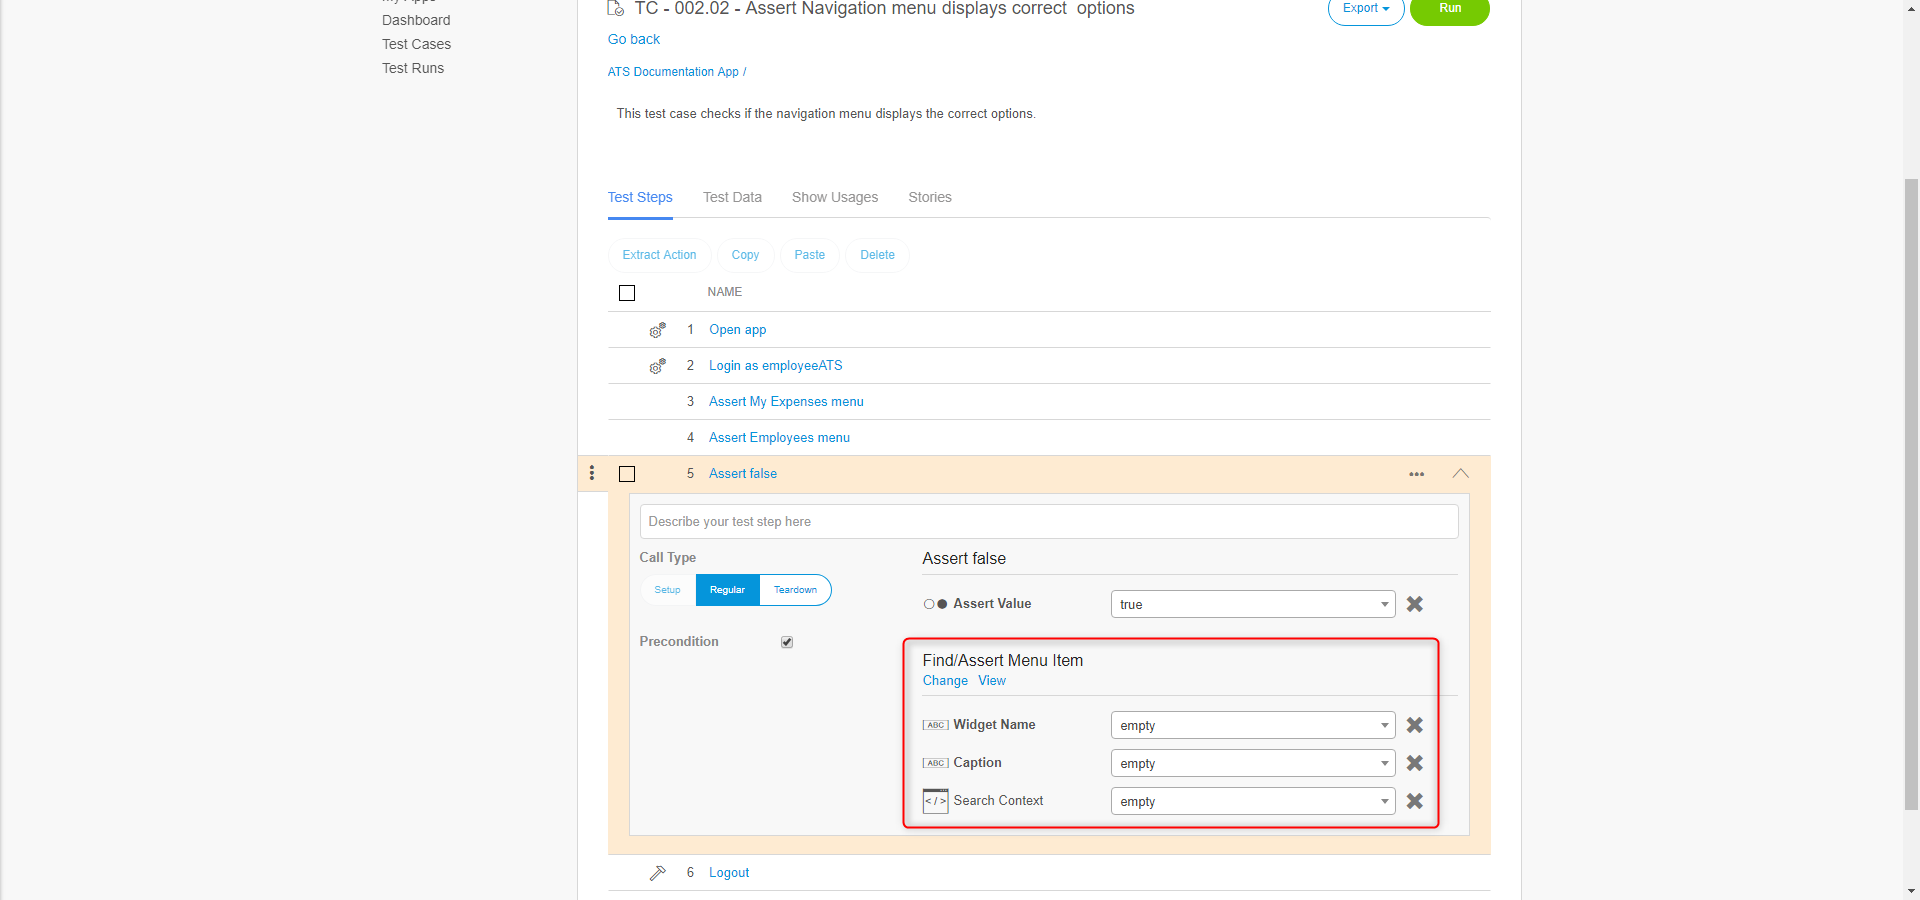 Dashboard
Test Cases
Test Runs
TC - 002.02 - Assert Navigation menu displays correct  options
Export
Run
Go back
ATS Documentation App /
This test case checks if the navigation menu displays the correct options.
Test Steps
Test Data
Show Usages
Stories
Extract Action
Copy
Paste
Delete
NAME
1 Open app
2 Login as employeeATS
3 Assert My Expenses menu
4 Assert Employees menu
5 Assert false
Describe your test step here
Call Type
Setup
Regular
Teardown
Precondition
Assert false
Assert Value
true
Find/Assert Menu Item
Change View
ABC Widget Name
empty
ABC Caption
empty
</> Search Context
empty
6 Logout